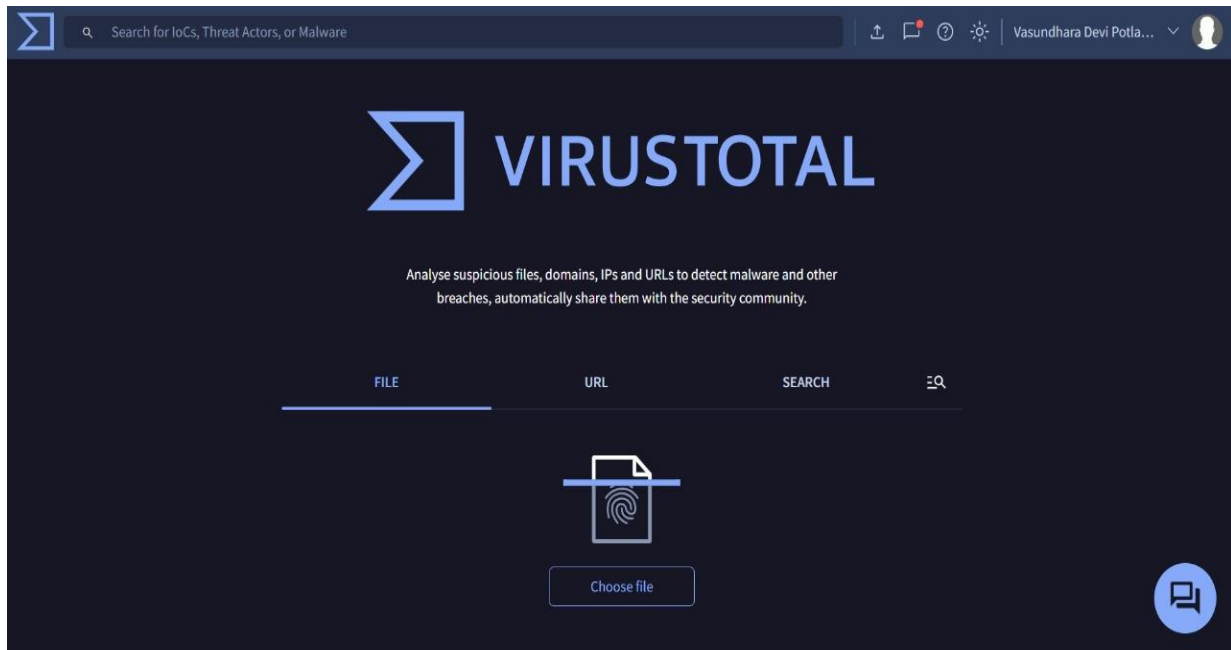 Search for IoCs, Threat Actors, or Malware
Vasundhara Devi Potla...
VIRUSTOTAL
Analyse suspicious files, domains, IPs and URLs to detect malware and other
breaches, automatically share them with the security community.
FILE
URL
SEARCH
Choose file